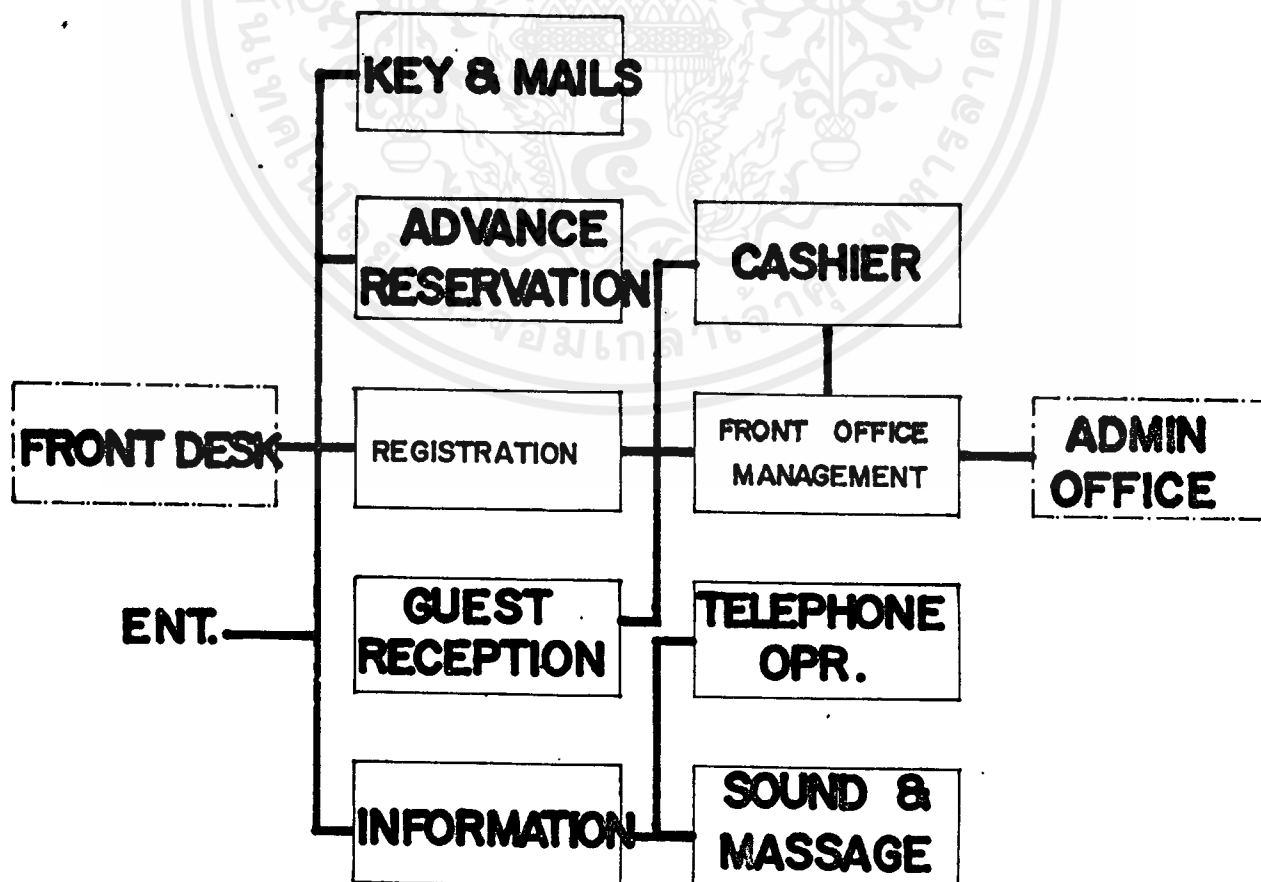 KEY & MAILS
ADVANCE
RESERVATION
CASHIER
FRONT DESK
REGISTRATION
FRONT OFFICE
MANAGEMENT
ADMIN
OFFICE
ENT.
GUEST
RECEPTION
TELEPHONE
OPR.
INFORMATION
SOUND &
MASSAGE